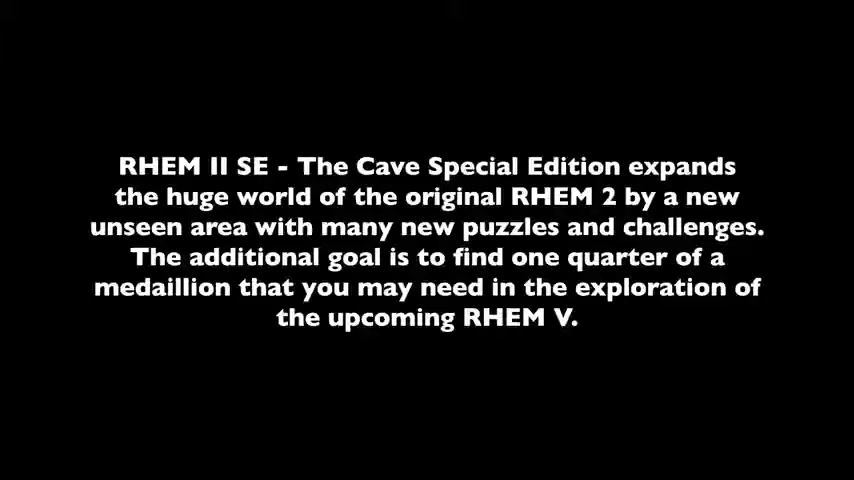 RHEM II SE - The Cave Special Edition expands
the huge world of the original RHEM 2 by a new
unseen area with many new puzzles and challenges.
The additional goal is to find one quarter of a
medaillion that you may need in the exploration of
the upcoming RHEM V.